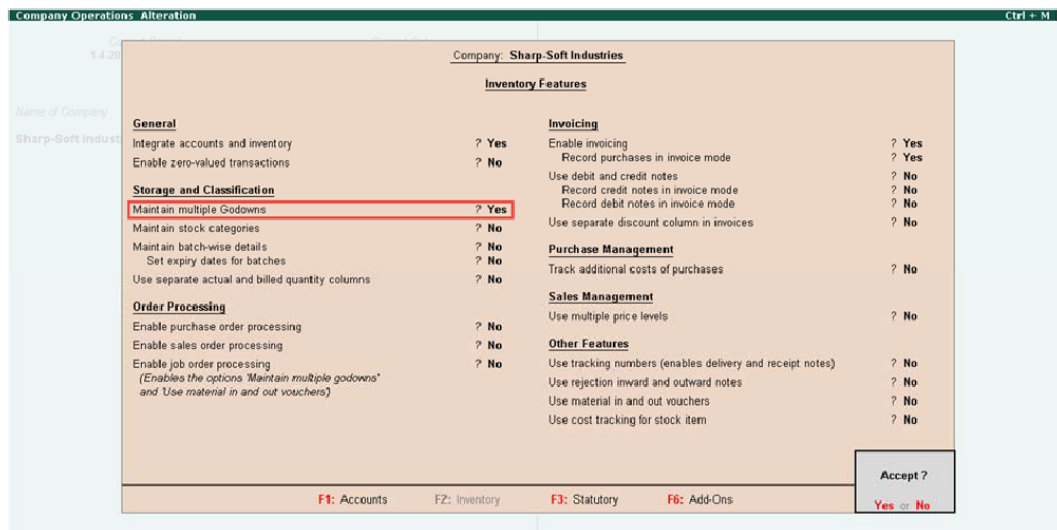 Company Operations Alteration
Ctrl + M
Company: Sharp-Soft Industries
Inventory Features
Name of Company
Sharp-Soft Indust
General
Integrate accounts and inventory ? Yes
Enable zero-valued transactions ? No
Storage and Classification
Maintain multiple Godowns ? Yes
Maintain stock categories ? No
Maintain batch-wise details ? No
Set expiry dates for batches ? No
Use separate actual and billed quantity columns ? No
Order Processing
Enable purchase order processing ? No
Enable sales order processing ? No
Enable job order processing ? No
(Enables the options 'Maintain multiple godowns'
and 'Use material in and out vouchers')
Invoicing
Enable invoicing ? Yes
Record purchases in invoice mode ? Yes
Use debit and credit notes ? No
Record credit notes in invoice mode ? No
Record debit notes in invoice mode ? No
Use separate discount column in invoices ? No
Purchase Management
Track additional costs of purchases ? No
Sales Management
Use multiple price levels ? No
Other Features
Use tracking numbers (enables delivery and receipt notes) ? No
Use rejection inward and outward notes ? No
Use material in and out vouchers ? No
Use cost tracking for stock item ? No
F1: Accounts F2: Inventory F3: Statutory F6: Add-Ons
Accept ?
Yes or No